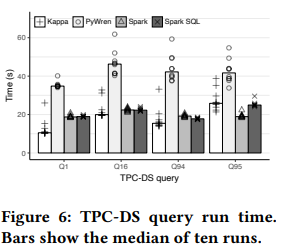 Kappa PyWren Spark Spark SQL
60
40
20
0
Time (s)
Q1 Q16 Q94 Q95
TPC-DS query
Figure 6: TPC-DS query run time.
Bars show the median of ten runs.